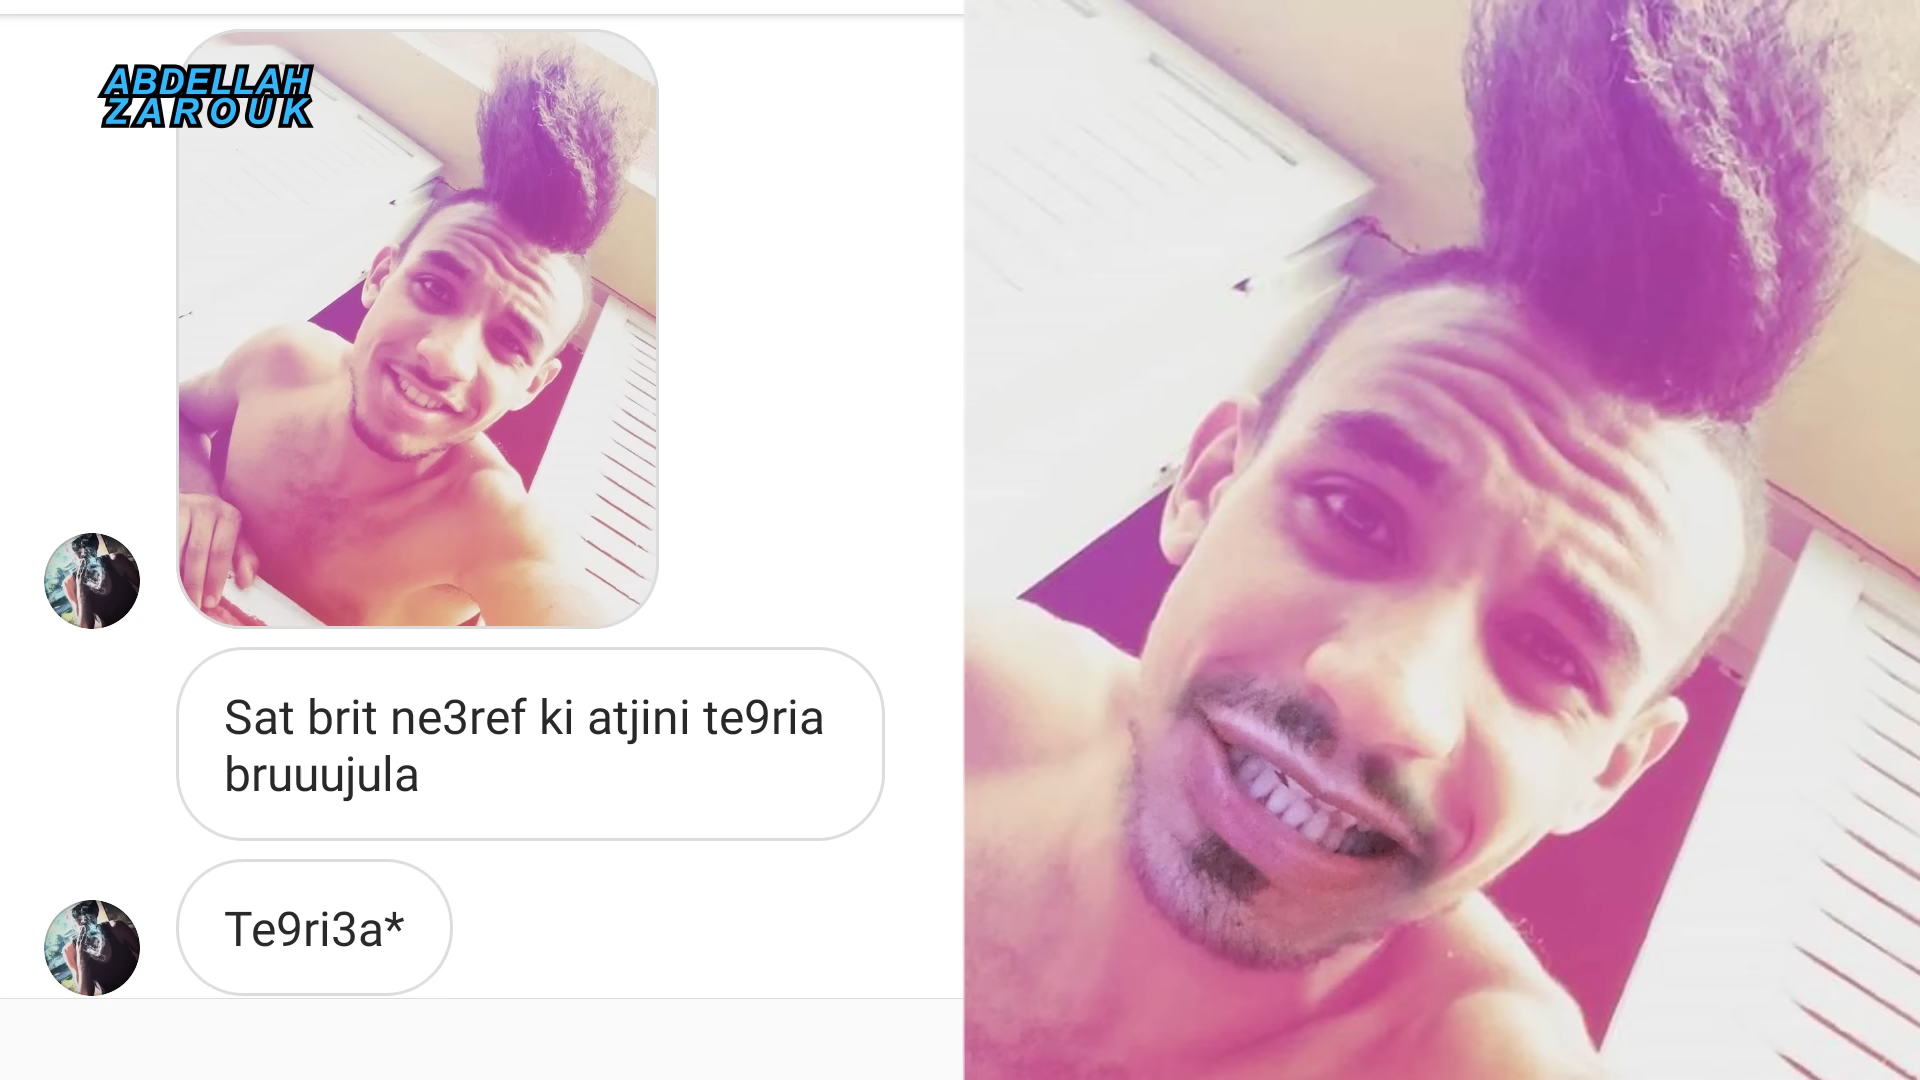 ABDELLAH
ZAROUK
Sat brit ne3ref ki atjini te9ria
bruuujula
Te9ri3a*